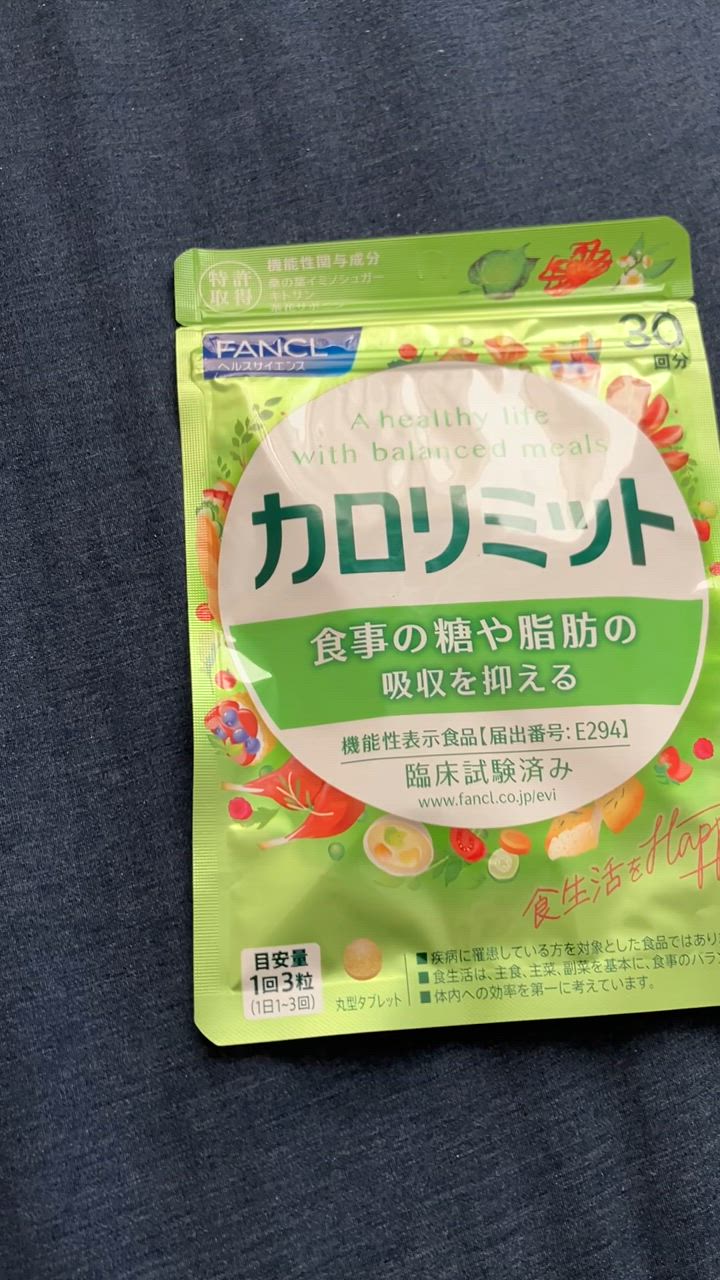 特許
取得
機能性関与成分
桑の葉イミノシュガー
キトサン
FANCL
ヘルスサイエンス
30
回分
A healthy life
with balanced meals
カロリミット
食事の糖や脂肪の
吸収を抑える
機能性表示食品【届出番号:E294】
臨床試験済み
www.fancl.co.jp/evi
食生活をHapp
目安量
1回3粒
(1日1~3回)
丸型タブレット
■疾病に罹患している方を対象とした食品ではあり
■食生活は、主食、主菜、副菜を基本に、食事のバラン
■体内への効率を第一に考えています。